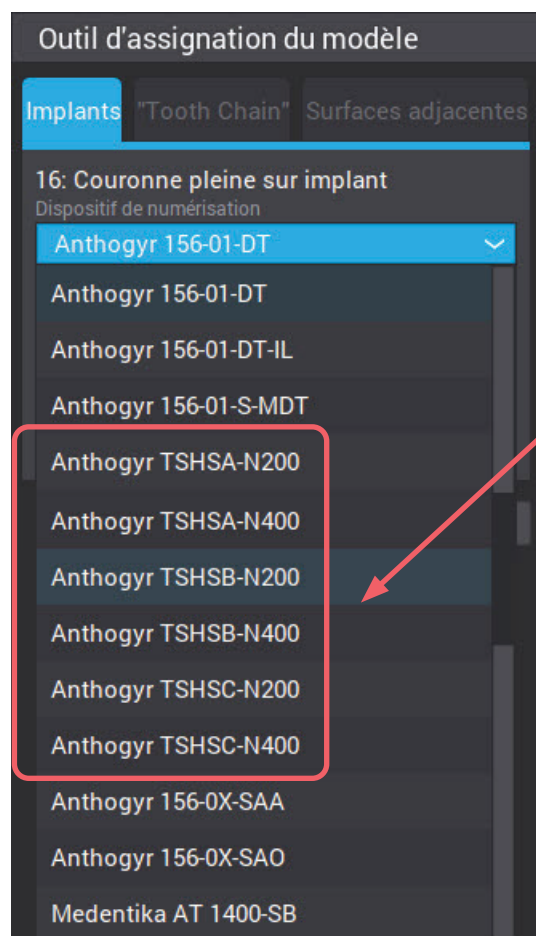 Outil d'assignation du modèle
Implants "Tooth Chain" Surfaces adjacentes
16: Couronne pleine sur implant
Dispositif de numérisation
Anthogyr 156-01-DT
Anthogyr 156-01-DT
Anthogyr 156-01-DT-IL
Anthogyr 156-01-S-MDT
Anthogyr TSHSA-N200
Anthogyr TSHSA-N400
Anthogyr TSHSB-N200
Anthogyr TSHSB-N400
Anthogyr TSHSC-N200
Anthogyr TSHSC-N400
Anthogyr 156-0X-SAA
Anthogyr 156-0X-SAO
Medentika AT 1400-SB